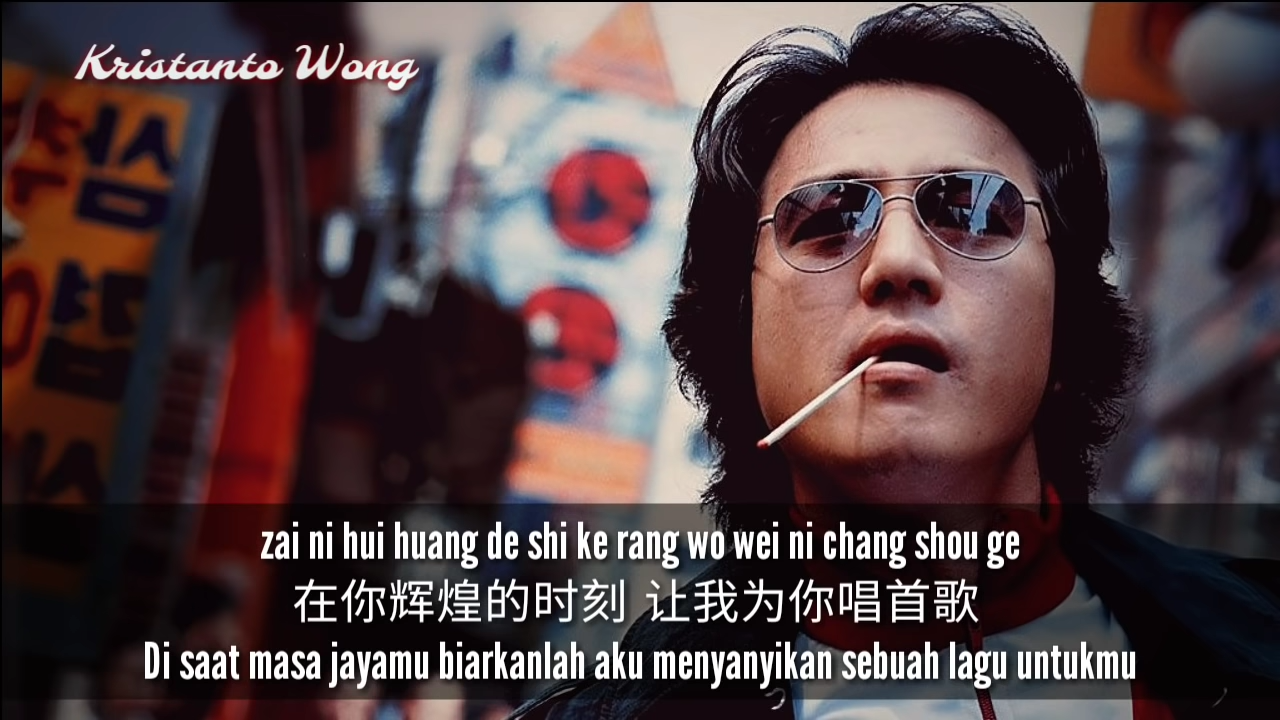 Kristanto Wong
zai ni hui huang de shi ke rang wo wei ni chang shou ge
在你辉煌的时刻 让我为你唱首歌
Di saat masa jayamu biarkanlah aku menyanyikan sebuah lagu untukmu